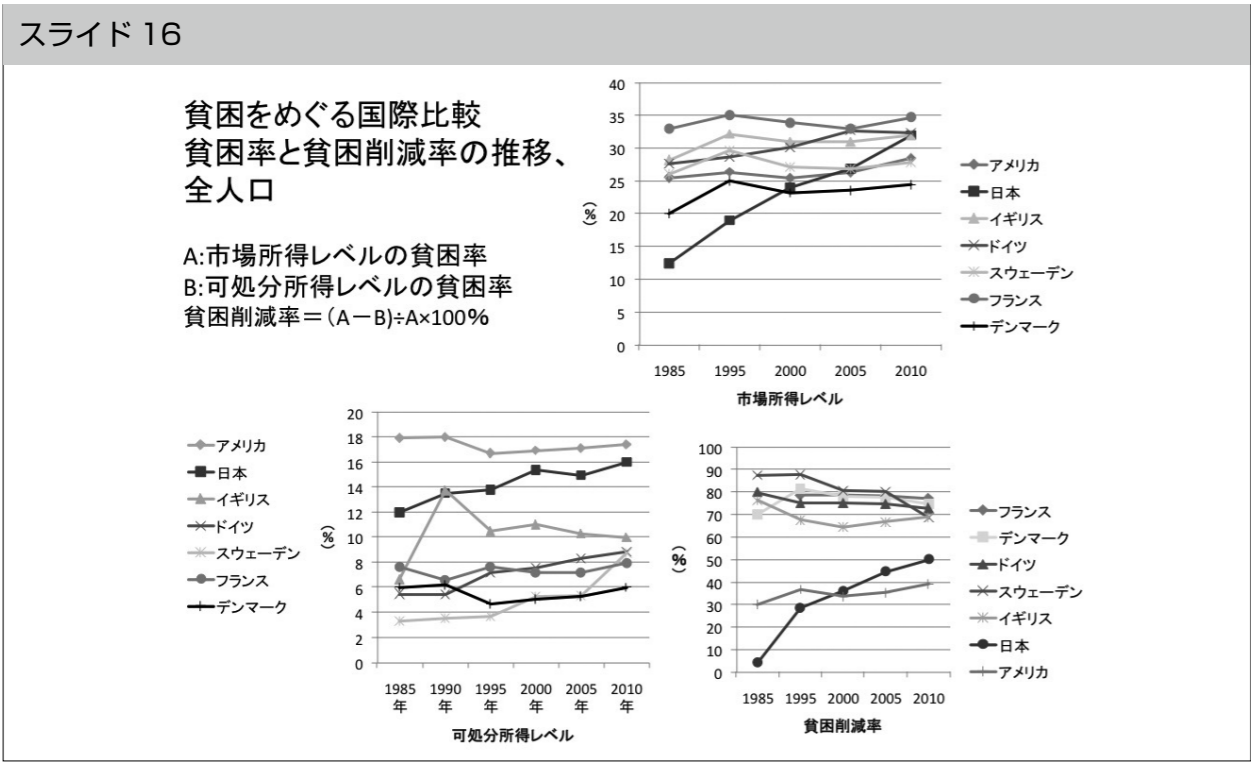 スライド 16
貧困をめぐる国際比較
貧困率と貧困削減率の推移、
全人口
A:市場所得レベルの貧困率
B:可処分所得レベルの貧困率
貧困削減率＝(A－B)÷A×100％
40
35
30
25
20
15
10
5
0
(%)
1985 1995 2000 2005 2010
市場所得レベル
アメリカ
日本
イギリス
ドイツ
スウェーデン
フランス
デンマーク
アメリカ
日本
イギリス
ドイツ
スウェーデン
フランス
デンマーク
20
18
16
14
12
10
8
6
4
2
0
(%)
1985 1990 1995 2000 2005 2010
年 年 年 年 年 年
可処分所得レベル
100
90
80
70
60
50
40
30
20
10
0
(%)
1985 1995 2000 2005 2010
貧困削減率
フランス
デンマーク
ドイツ
スウェーデン
イギリス
日本
アメリカ